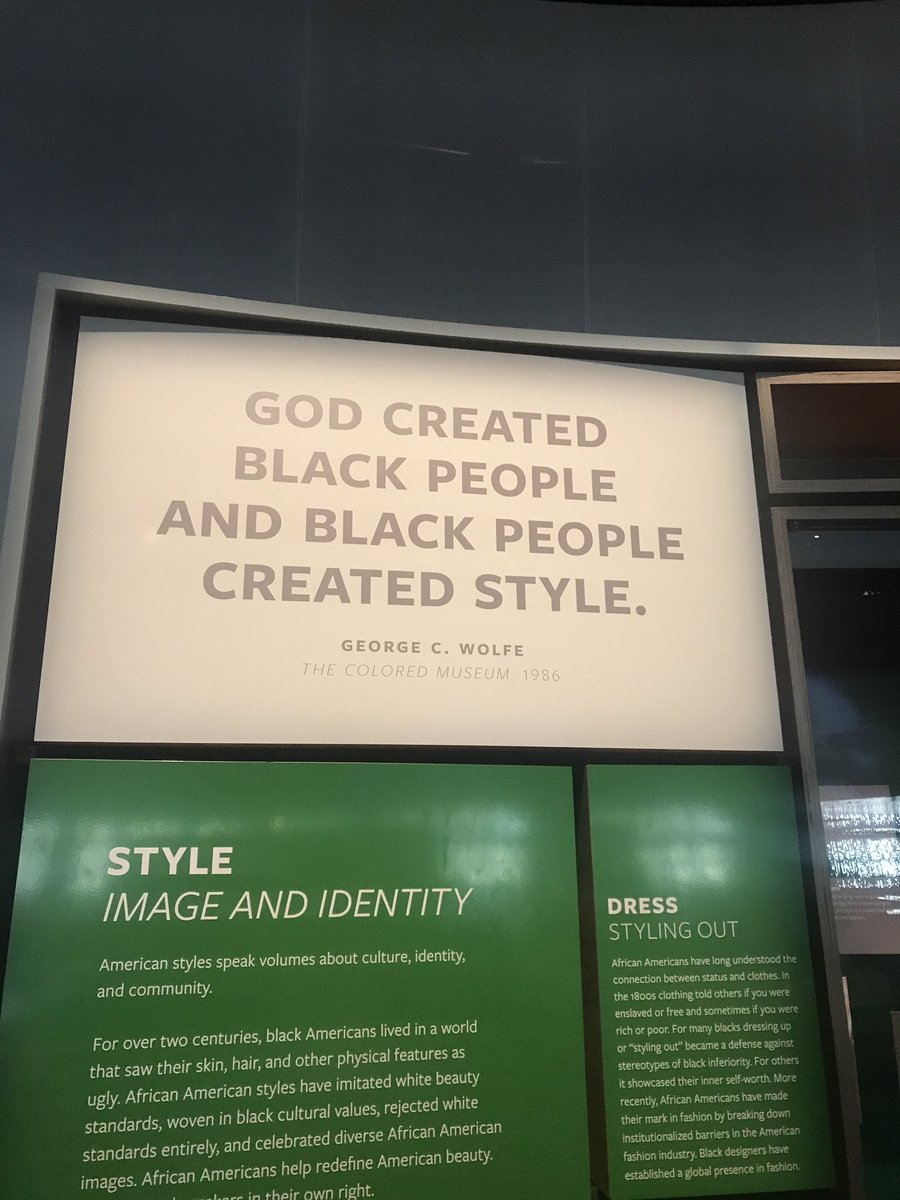 GOD CREATED
BLACK PEOPLE
AND BLACK PEOPLE
CREATED STYLE.
GEORGE C. WOLFE
THE COLORED MUSEUM 1986
STYLE
IMAGE AND IDENTITY
American styles speak volumes about culture, identity,
and community.
For over two centuries, black Americans lived in a world
that saw their skin, hair, and other physical features as
ugly. African American styles have imitated white beauty
standards, woven in black cultural values, rejected white
standards entirely, and celebrated diverse African American
images. African Americans help redefine American beauty.
in their own right.
DRESS
STYLING OUT
African Americans have long understood the
connection between status and clothes. In
the 1800s clothing told others if you were
enslaved or free and sometimes if you were
rich or poor. For many blacks dressing up
or “styling out” became a defense against
stereotypes of black inferiority. For others
it showcased their inner self-worth. More
recently, African Americans have made
their mark in fashion by breaking down
institutionalized barriers in the American
fashion industry. Black designers have
established a global presence in fashion.